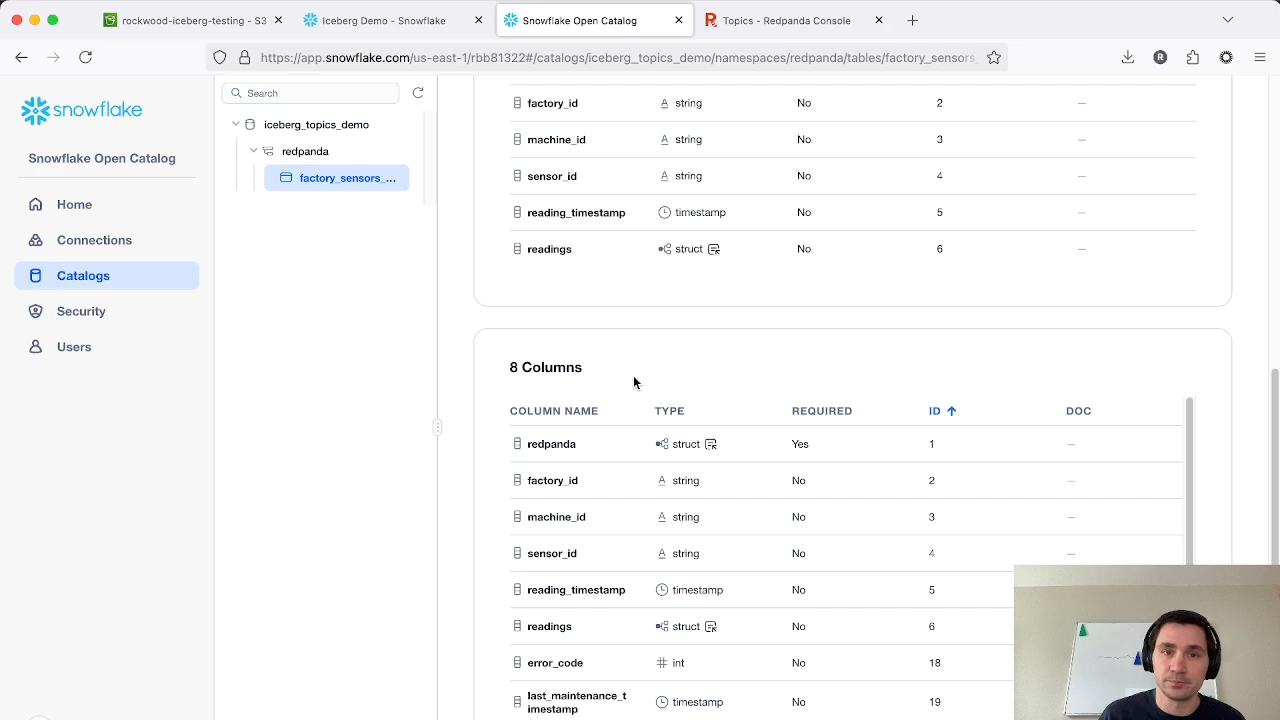 rockwood-iceberg-testing - S3
Iceberg Demo - Snowflake
Snowflake Open Catalog
Topics - Redpanda Console
https://app.snowflake.com/us-east-1/rbb81322#/catalogs/iceberg_topics_demo/namespaces/redpanda/tables/factory_sensors_
snowflake
Snowflake Open Catalog
Home
Connections
Catalogs
Security
Users
Search
iceberg_topics_demo
redpanda
factory_sensors_...
factory_id string No 2 —
machine_id string No 3 —
sensor_id string No 4 —
reading_timestamp timestamp No 5 —
readings struct No 6 —
8 Columns
COLUMN NAME TYPE REQUIRED ID DOC
redpanda struct Yes 1 —
factory_id string No 2 —
machine_id string No 3 —
sensor_id string No 4 —
reading_timestamp timestamp No 5
readings struct No 6
error_code int No 18
last_maintenance_t
imestamp timestamp No 19